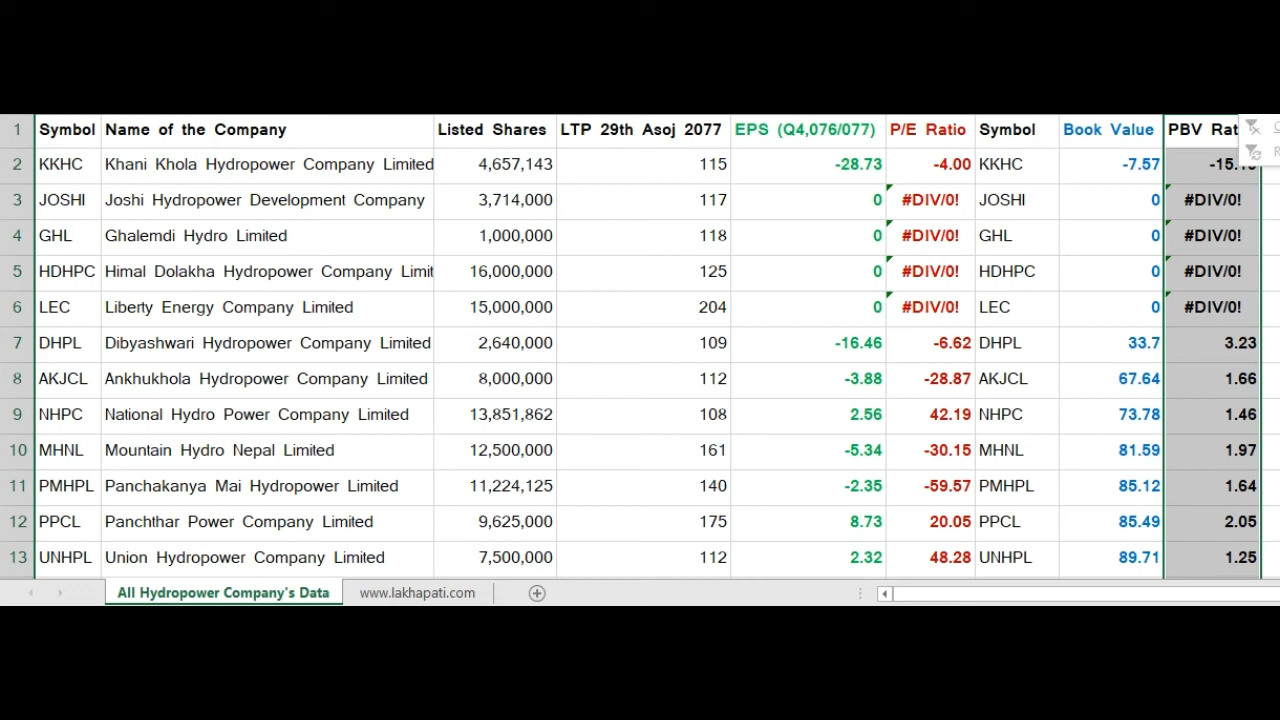 1 Symbol Name of the Company Listed Shares LTP 29th Asoj 2077 EPS (Q4,076/077) P/E Ratio Symbol Book Value PBV
2 KKHC Khani Khola Hydropower Company Limited 4,657,143 115 -28.73 -4.00 KKHC -7.57
3 JOSHI Joshi Hydropower Development Company 3,714,000 117 0 #DIV/0! JOSHI 0 #DIV/0!
4 GHL Ghalemdi Hydro Limited 1,000,000 118 0 #DIV/0! GHL 0 #DIV/0!
5 HDHPC Himal Dolakha Hydropower Company Limit 16,000,000 125 0 #DIV/0! HDHPC 0 #DIV/0!
6 LEC Liberty Energy Company Limited 15,000,000 204 0 #DIV/0! LEC 0 #DIV/0!
7 DHPL Dibyashwari Hydropower Company Limited 2,640,000 109 -16.46 -6.62 DHPL 33.7 3.23
8 AKJCL Ankhukhola Hydropower Company Limited 8,000,000 112 -3.88 -28.87 AKJCL 67.64 1.66
9 NHPC National Hydro Power Company Limited 13,851,862 108 2.56 42.19 NHPC 73.78 1.46
10 MHNL Mountain Hydro Nepal Limited 12,500,000 161 -5.34 -30.15 MHNL 81.59 1.97
11 PMHPL Panchakanya Mai Hydropower Limited 11,224,125 140 -2.35 -59.57 PMHPL 85.12 1.64
12 PPCL Panchthar Power Company Limited 9,625,000 175 8.73 20.05 PPCL 85.49 2.05
13 UNHPL Union Hydropower Company Limited 7,500,000 112 2.32 48.28 UNHPL 89.71 1.25
All Hydropower Company's Data www.lakhapati.com